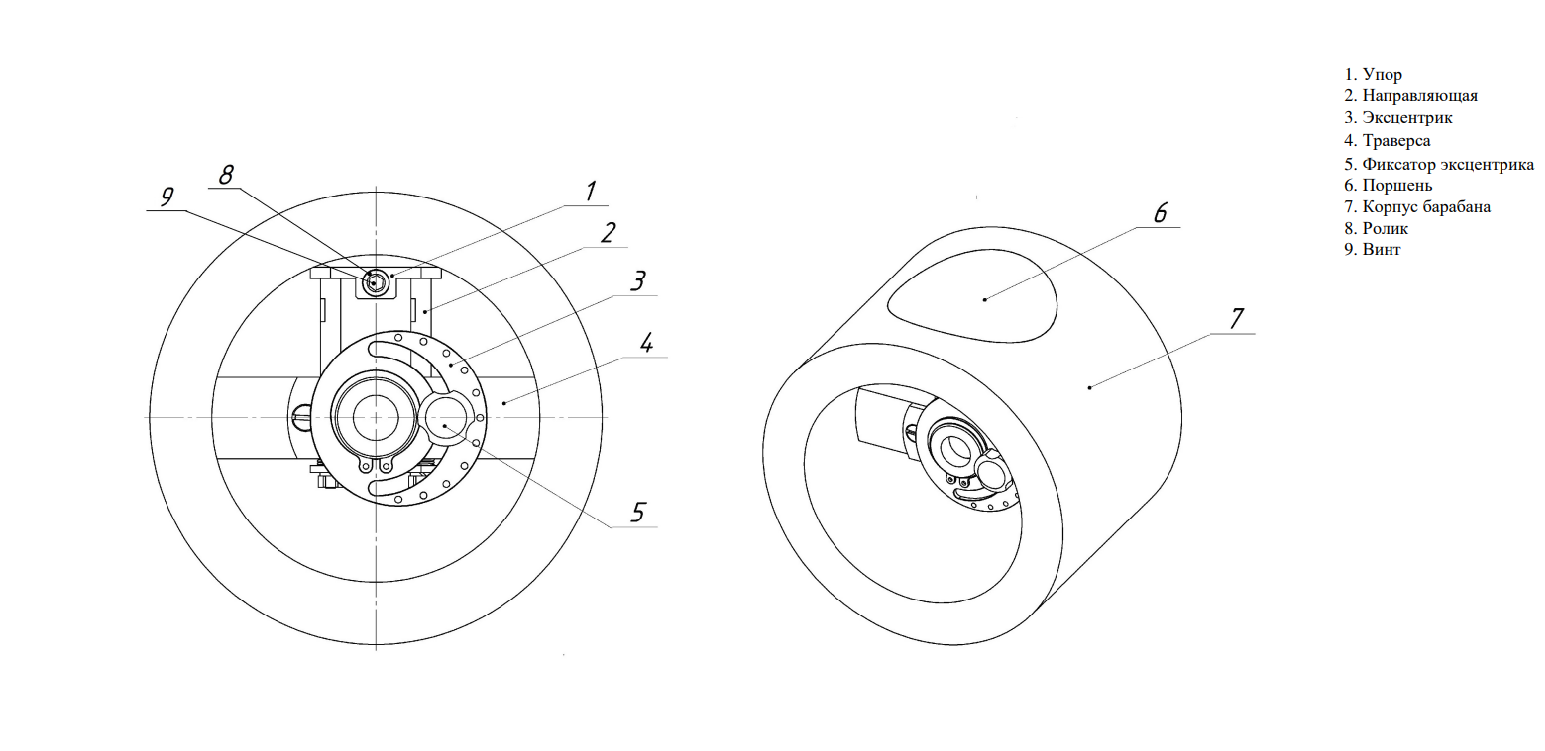 1. Упор
2. Направляющая
3. Эксцентрик
4. Траверса
5. Фиксатор эксцентрика
6. Поршень
7. Корпус барабана
8. Ролик
9. Винт
8
9
1
2
3
4
5
6
7